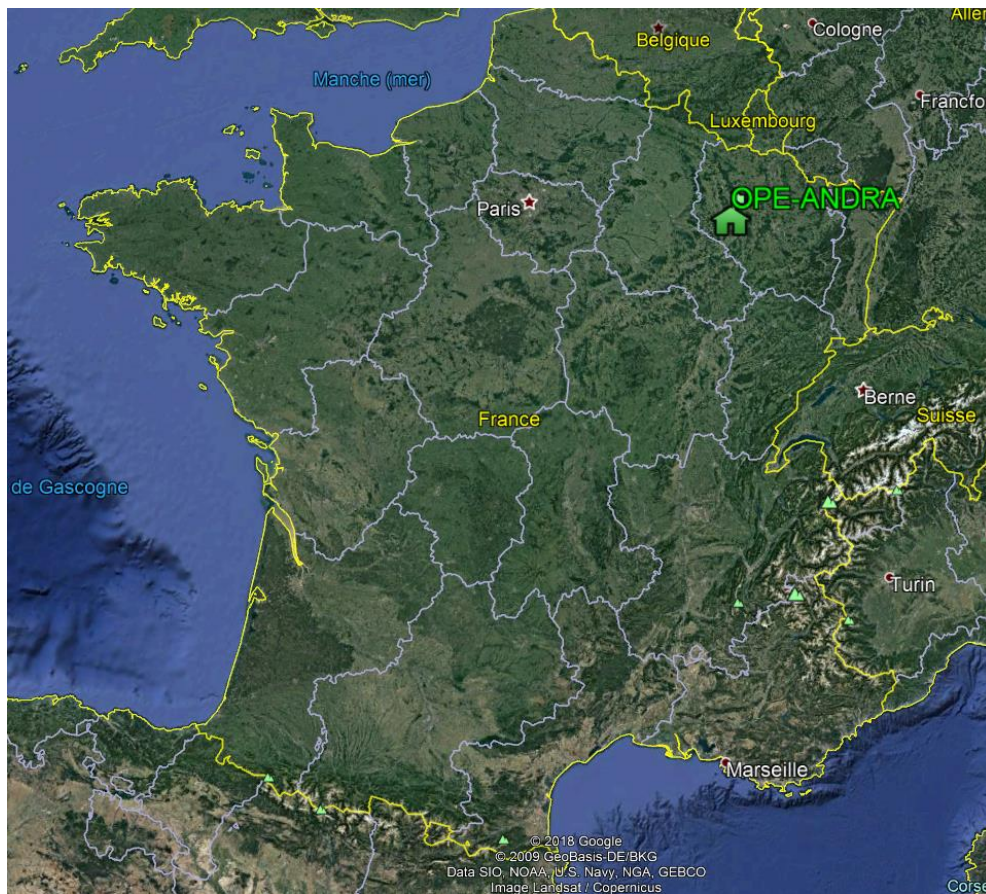 Aller
Cologne
Belgique
Manche (mer)
Francfo
Luxembourg
OPE-ANDRA
Paris
Berne
France
Suisse
de Gascogne
Turin
Marseille
© 2018 Google
© 2009 GeoBasis-DE/BKG
Data SIO, NOAA, U.S. Navy, NGA, GEBCO
Image Landsat / Copernicus
Corse